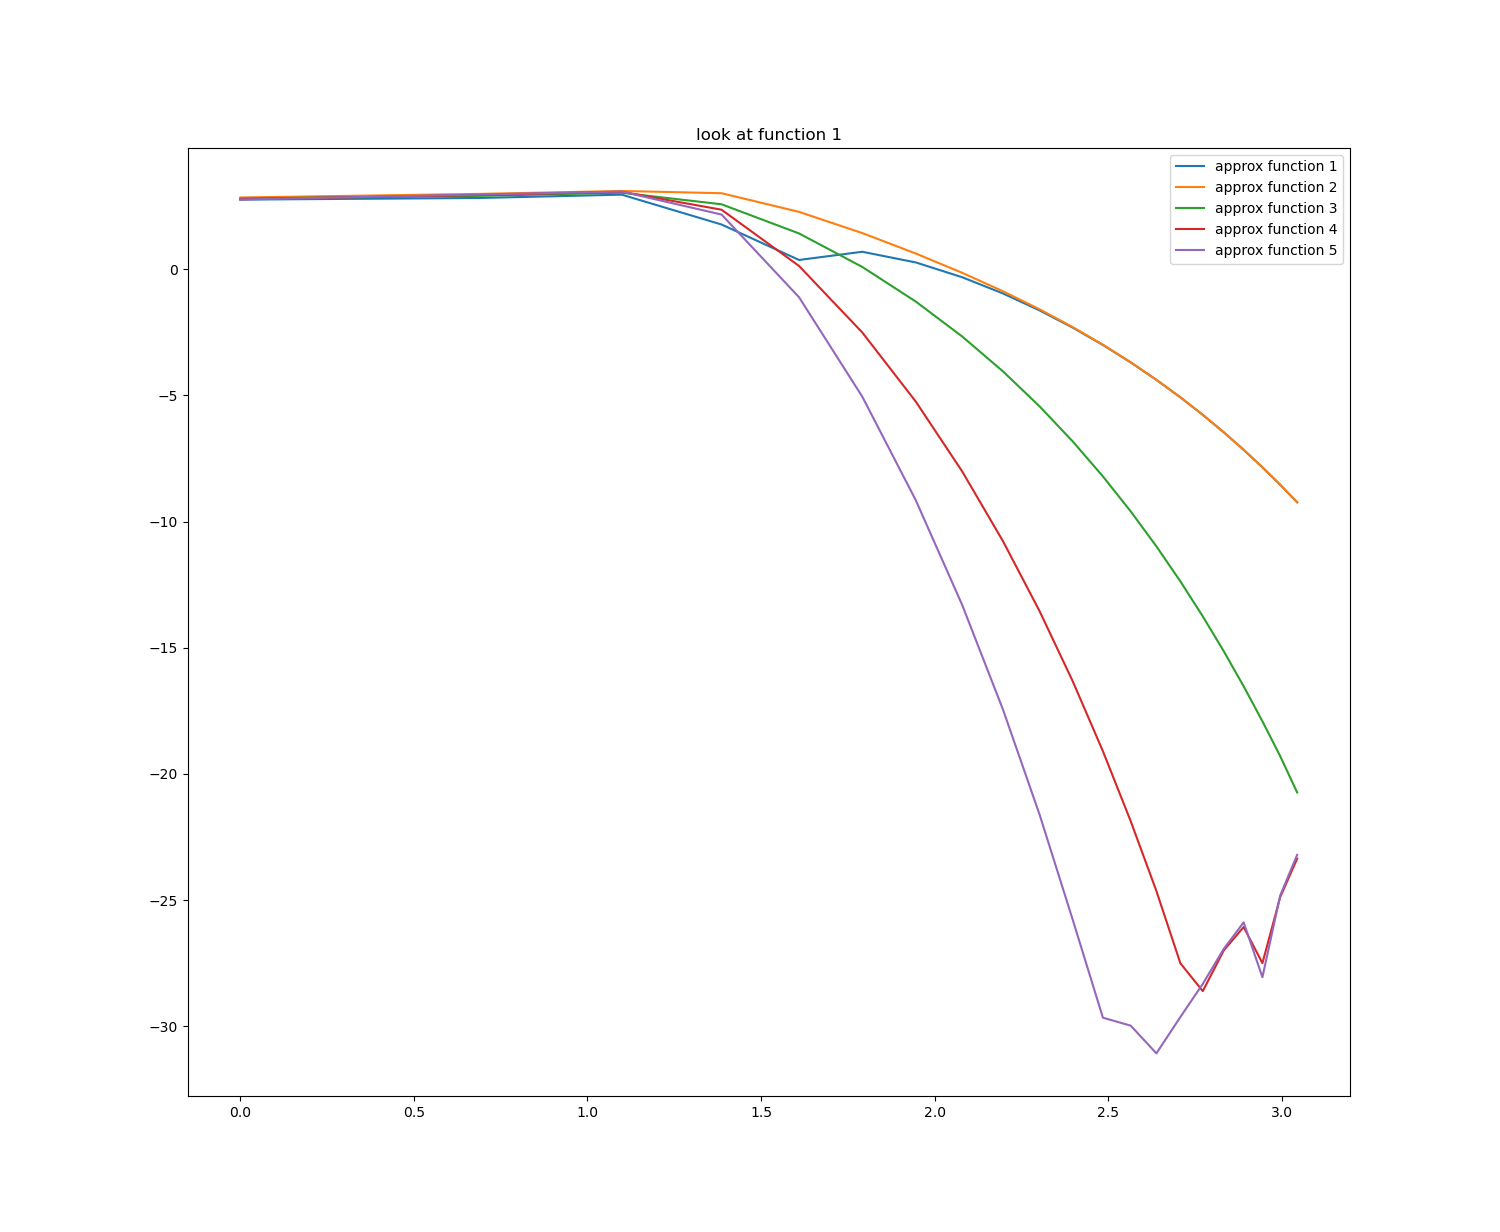 look at function 1
approx function 1
approx function 2
approx function 3
approx function 4
approx function 5
0
−5
−10
−15
−20
−25
−30
0.0 0.5 1.0 1.5 2.0 2.5 3.0